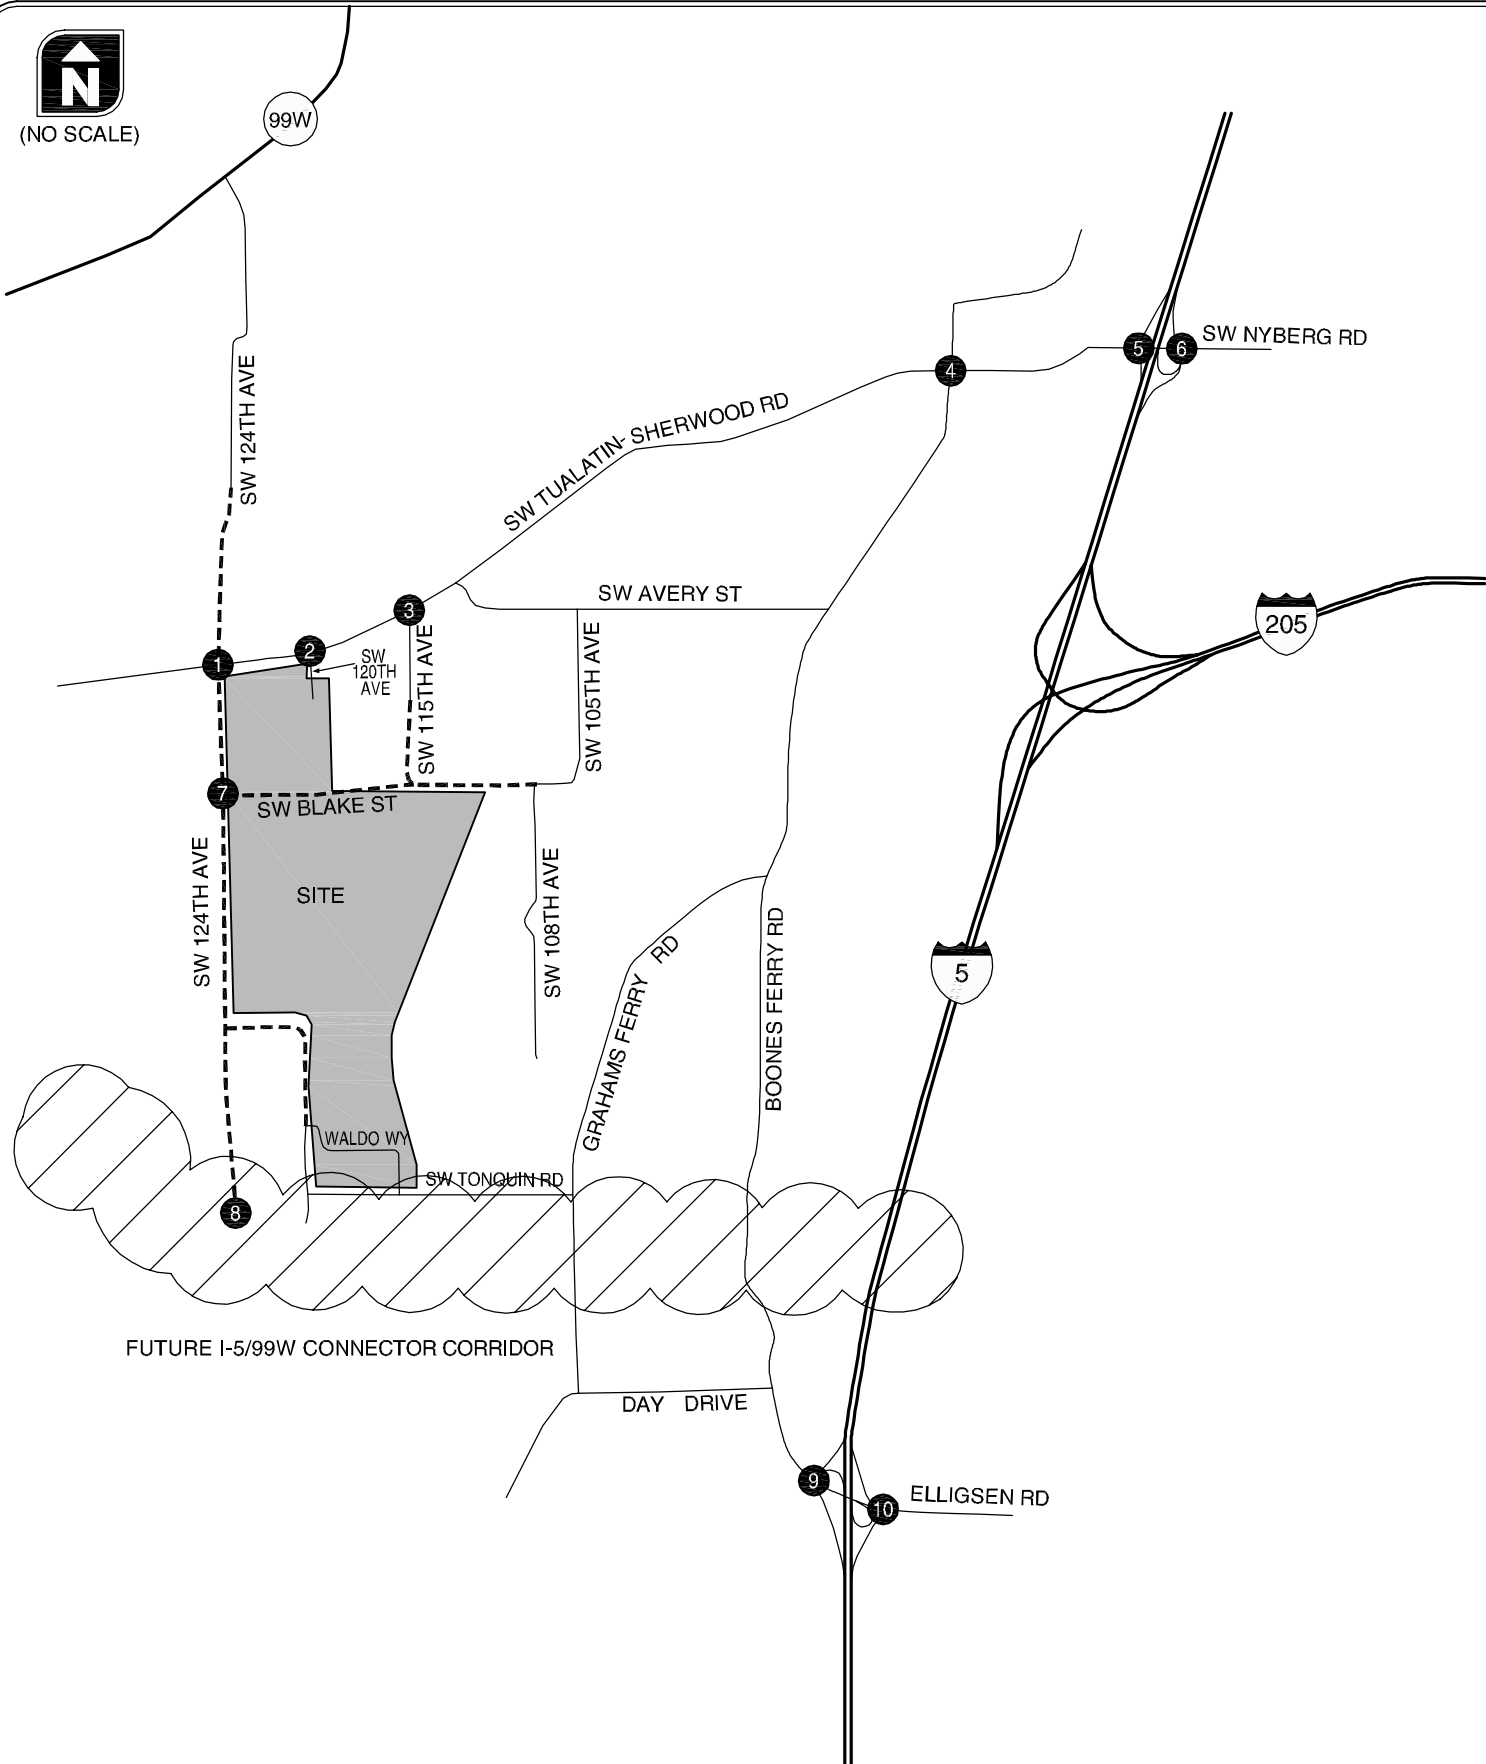 N
(NO SCALE)
99W
SW 124TH AVE
SW NYBERG RD
5
6
4
SW TUALATIN- SHERWOOD RD
SW AVERY ST
3
205
1
2
SW
120TH
AVE
SW 115TH AVE
SW 105TH AVE
7
SW BLAKE ST
SITE
SW 124TH AVE
SW 108TH AVE
GRAHAMS FERRY RD
BOONES FERRY RD
5
WALDO WY
SW TONQUIN RD
8
FUTURE I-5/99W CONNECTOR CORRIDOR
DAY DRIVE
9
10
ELLIGSEN RD